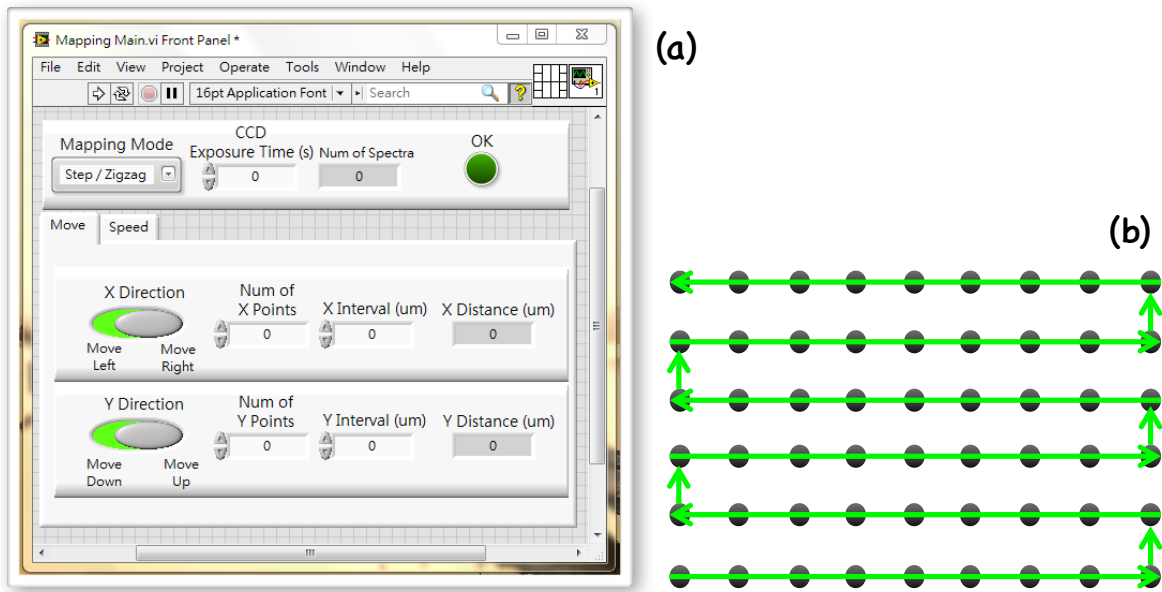 (a)
Mapping Main.vi Front Panel *
File Edit View Project Operate Tools Window Help
16pt Application Font Search
1
Mapping Mode
CCD
Exposure Time (s)
Num of Spectra
OK
Step / Zigzag
0
0
Move
Speed
X Direction
Num of
X Points
X Interval (um)
X Distance (um)
0
0
0
Move
Left
Move
Right
Y Direction
Num of
Y Points
Y Interval (um)
Y Distance (um)
0
0
0
Move
Down
Move
Up
(b)